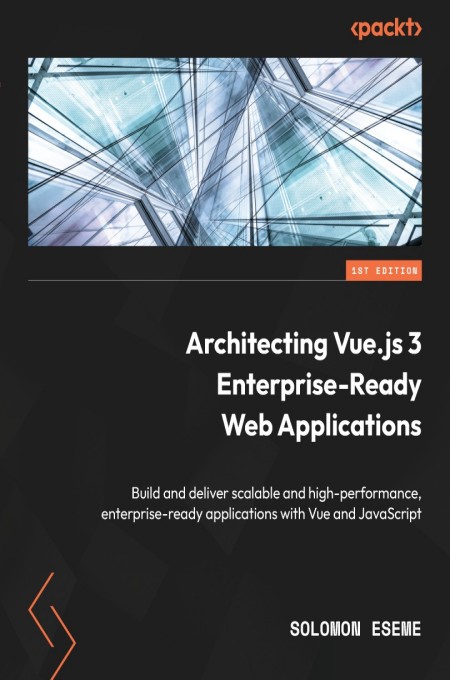 <packt>
1ST EDITION
Architecting Vue.js 3
Enterprise-Ready
Web Applications
Build and deliver scalable and high-performance,
enterprise-ready applications with Vue and JavaScript
SOLOMON ESEME